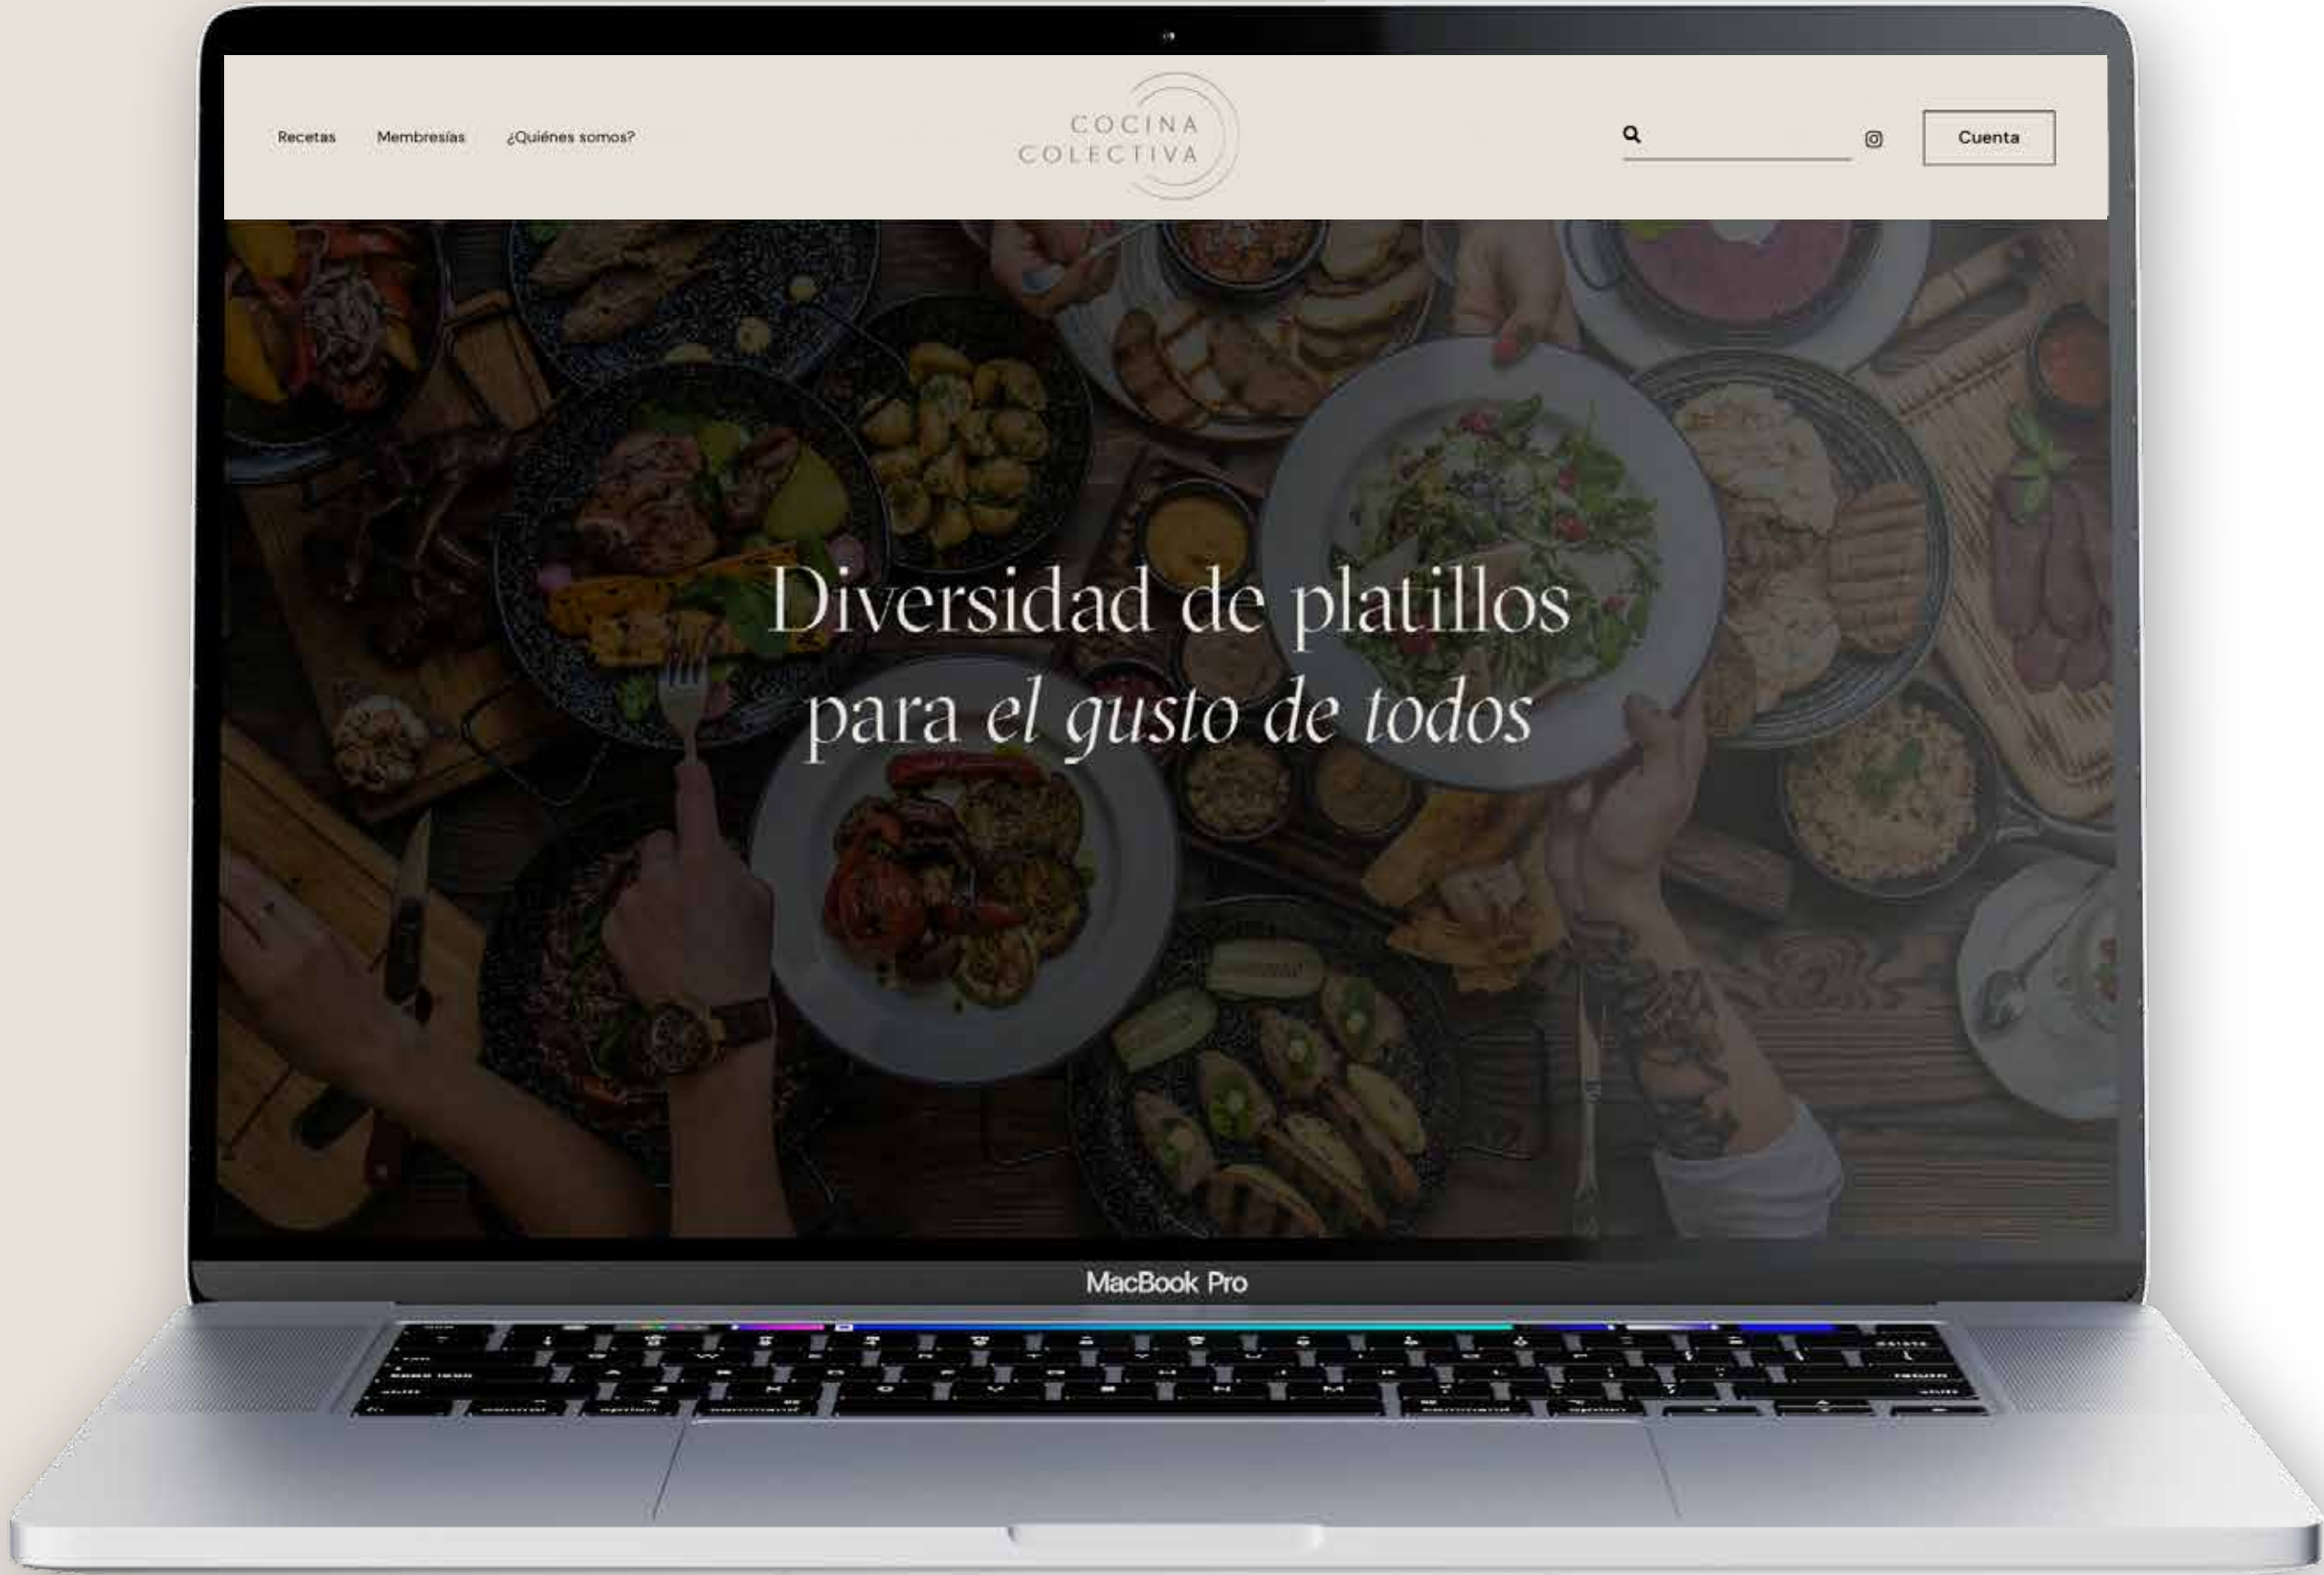 Recetas Membresías ¿Quiénes somos?
COCINA
COLECTIVA
Cuenta
Diversidad de platillos
para el gusto de todos
MacBook Pro